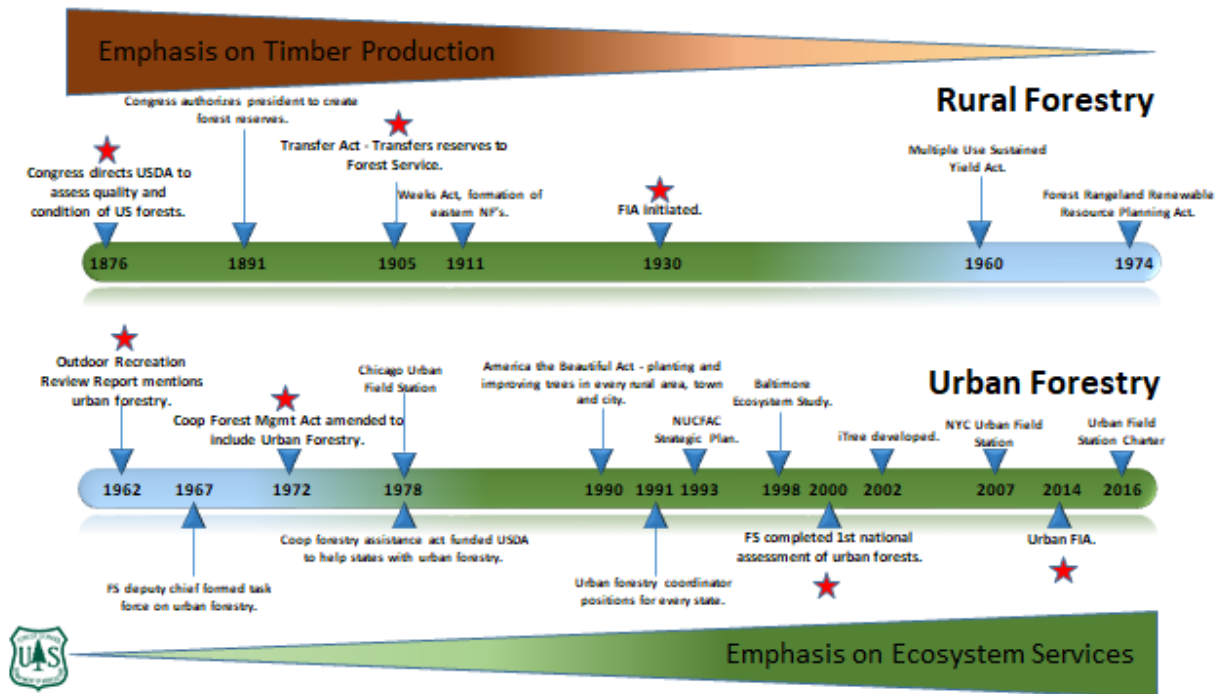 Emphasis on Timber Production
Rural Forestry
Congress authorizes president to create
forest reserves.
Transfer Act - Transfers reserves to
Forest Service.
Congress directs USDA to
assess quality and
condition of US forests.
Weeks Act, formation of
eastern NF's.
FIA initiated.
Multiple Use Sustained
Yield Act.
Forest Rangeland Renewable
Resource Planning Act.
1876
1891
1905
1911
1930
1960
1974
Urban Forestry
Outdoor Recreation
Review Report mentions
urban forestry.
Coop Forest Mgmt Act amended to
include Urban Forestry.
Chicago Urban
Field Station
America the Beautiful Act - planting and
improving trees in every rural area, town
and city.
NUCFAC
Strategic Plan.
Baltimore
Ecosystem Study.
iTree developed.
NYC Urban Field
Station
Urban Field
Station Charter
1962
1967
1972
1978
1990
1991
1993
1998
2000
2002
2007
2014
2016
FS deputy chief formed task
force on urban forestry.
Coop forestry assistance act funded USDA
to help states with urban forestry.
Urban forestry coordinator
positions for every state.
FS completed 1st national
assessment of urban forests.
Urban FIA.
U S
Emphasis on Ecosystem Services